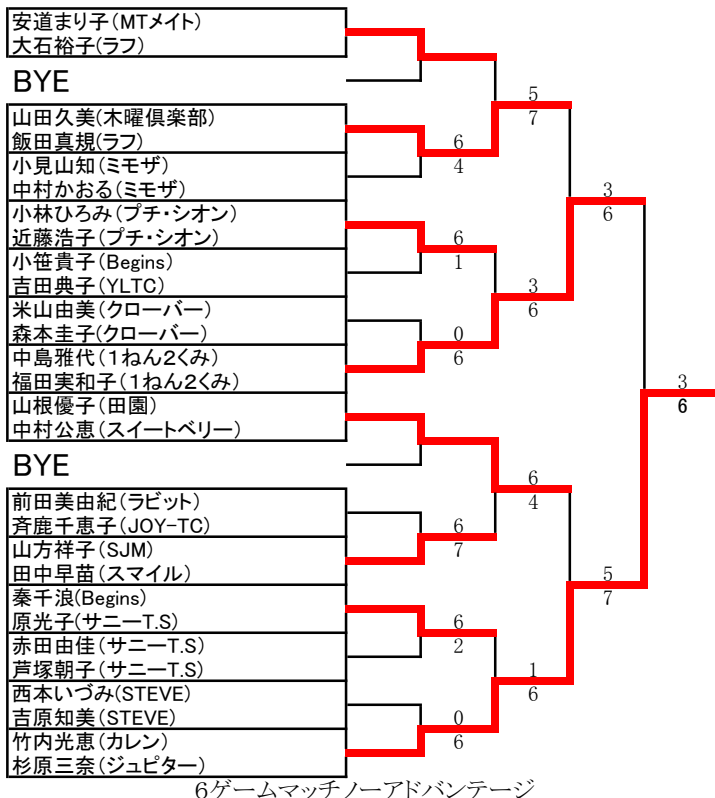 安道まり子(MTメイト)
大石裕子(ラフ)
BYE
山田久美(木曜倶楽部)
飯田真規(ラフ)
小見山知(ミモザ)
中村かおる(ミモザ)
小林ひろみ(プチ・シオン)
近藤浩子(プチ・シオン)
小笹貴子(Begins)
吉田典子(YLTC)
米山由美(クローバー)
森本圭子(クローバー)
中島雅代(1ねん2くみ)
福田実和子(1ねん2くみ)
山根優子(田園)
中村公恵(スイートベリー)
BYE
前田美由紀(ラビット)
斉鹿千恵子(JOY-TC)
山方祥子(SJM)
田中早苗(スマイル)
秦千浪(Begins)
原光子(サニーT.S)
赤田由佳(サニーT.S)
芦塚朝子(サニーT.S)
西本いづみ(STEVE)
吉原知美(STEVE)
竹内光恵(カレン)
杉原三奈(ジュピター)
6
4
6
1
0
6
6
7
6
2
0
6
5
7
3
6
6
4
1
6
3
6
5
7
3
6
6ゲームマッチノーアドバンテージ